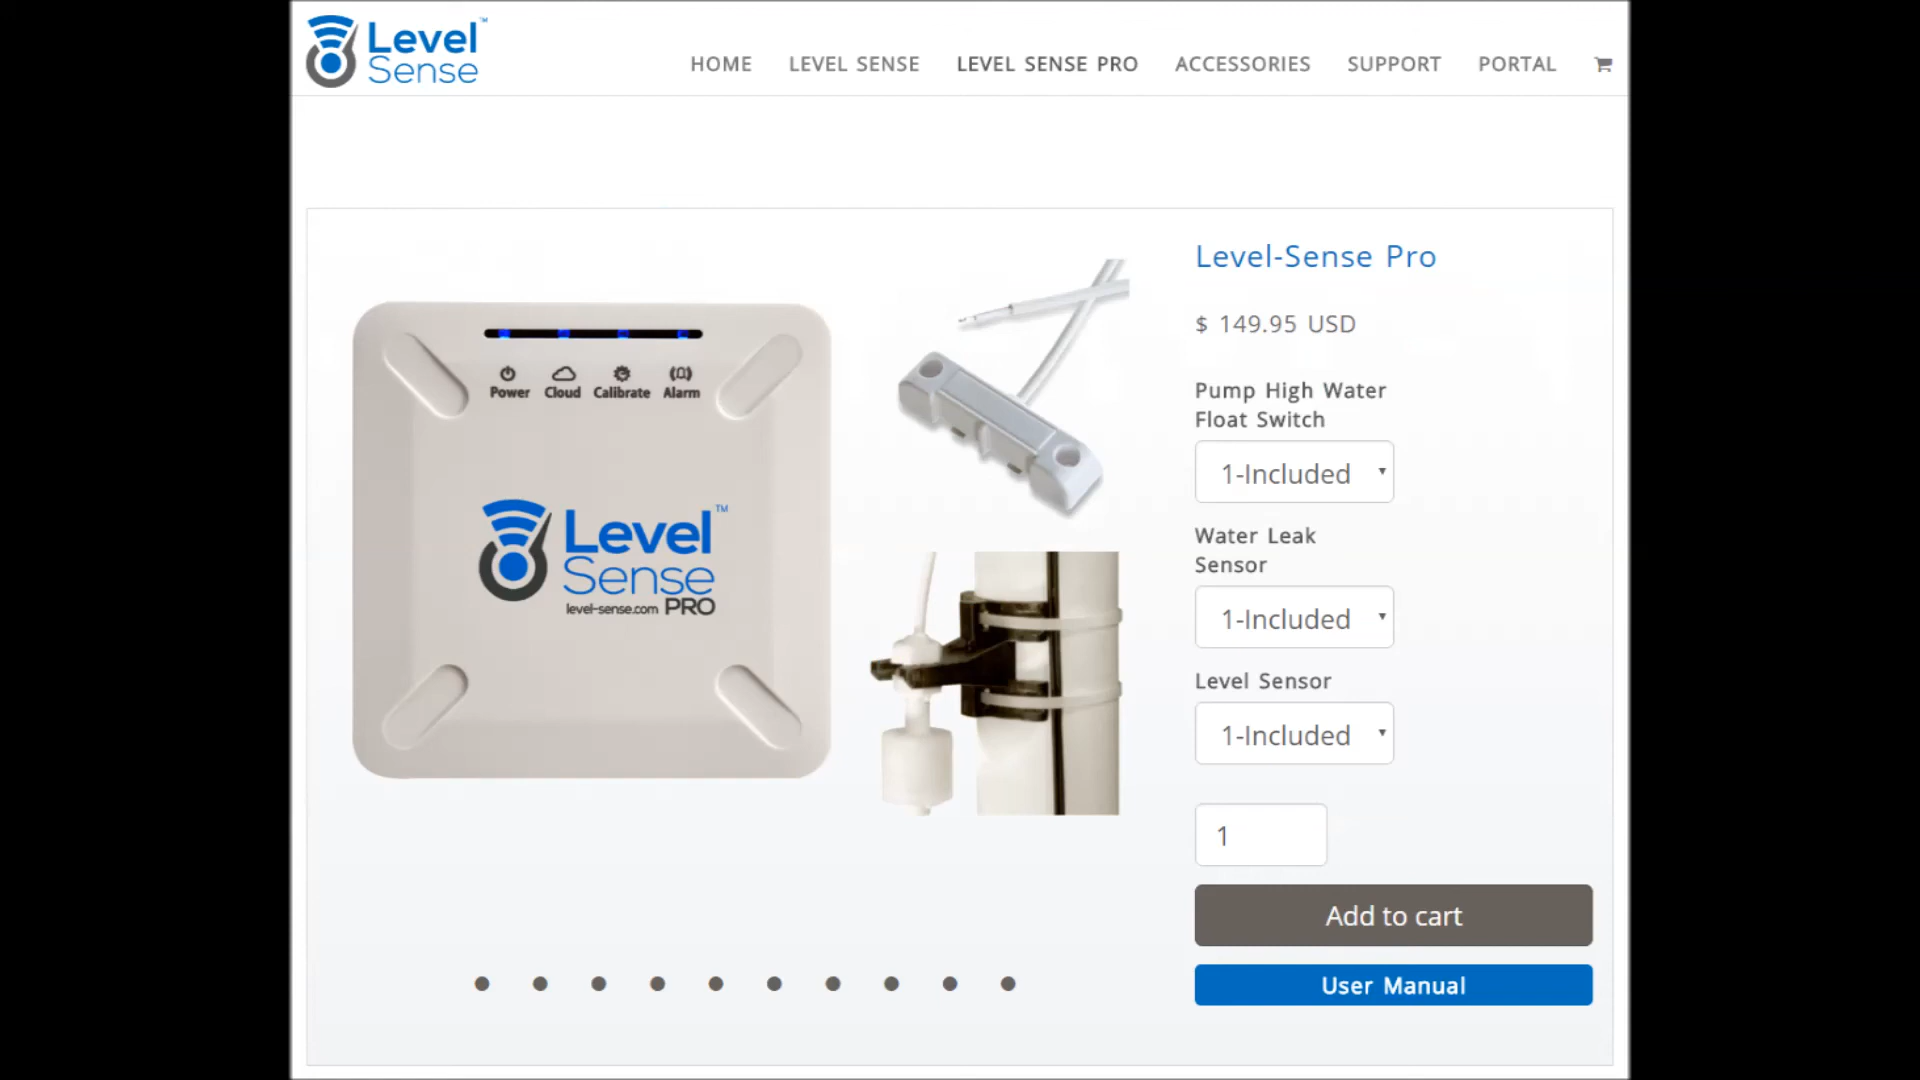 Level™
Sense
HOME LEVEL SENSE LEVEL SENSE PRO ACCESSORIES SUPPORT PORTAL
Power Cloud Calibrate Alarm
Level™
Sense
level-sense.com PRO
Level-Sense Pro
$ 149.95 USD
Pump High Water
Float Switch
1-Included
Water Leak
Sensor
1-Included
Level Sensor
1-Included
1
Add to cart
User Manual